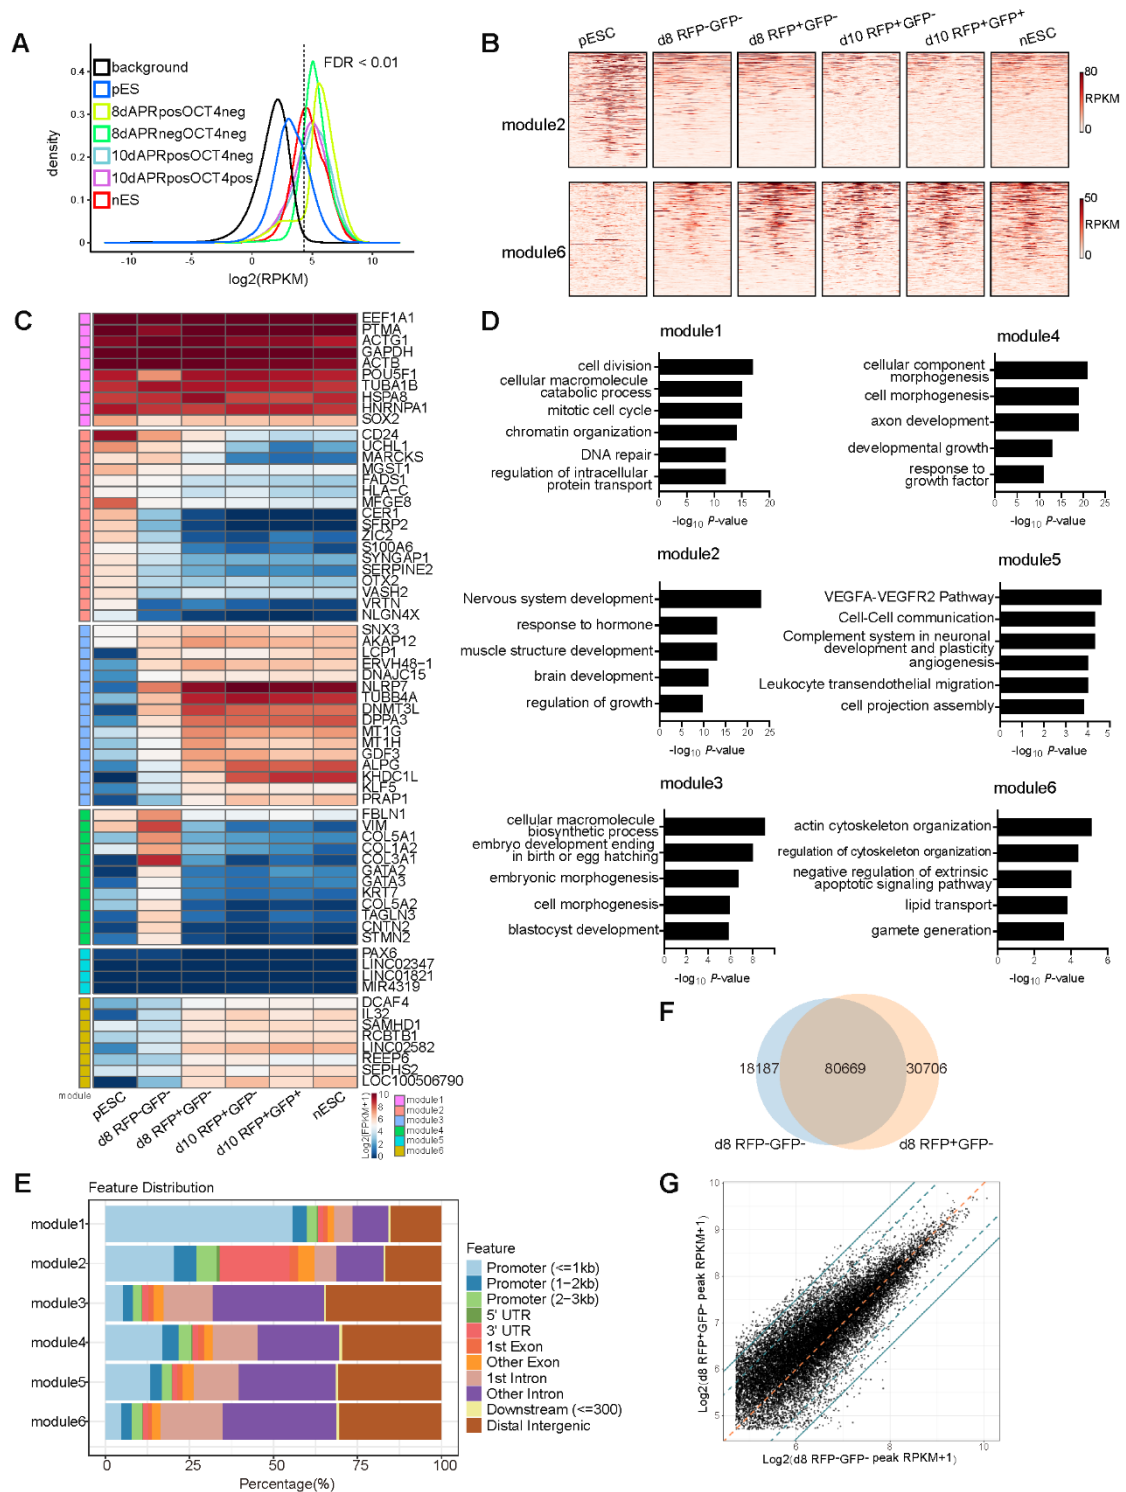 A
FDR < 0.01
background
pES
8dAPRposOCT4neg
8dAPRnegOCT4neg
10dAPRposOCT4neg
10dAPRposOCT4pos
nES
density
0.4
0.3
0.2
0.1
0
-10
-5
0
5
10
log2(RPKM)
B
pESC
d8 RFP-GFP-
d8 RFP+GFP-
d10 RFP+GFP-
d10 RFP+GFP+
nESC
module2
80
RPKM
0
module6
50
RPKM
0
C
EEF1A1
PTMA
ACTG1
GAPDH
ACTB
POU5F1
TUBA1B
HSPA8
HNRNPA1
SOX2
CD24
UCHL1
MARCKS
MGST1
FADS1
HLA-C
MFGE8
CER1
SFRP2
ZIC2
S100A6
SYNGAP1
SERPINE2
OTX2
VASH2
VRTN
NLGN4X
SNX3
AKAP12
LCP1
ERVH48-1
DNAJC15
NLRP7
TUBB4A
DNMT3L
DPPA3
MT1G
MT1H
GDF3
ALPG
KHDC1L
KLF5
PRAP1
FBLN1
VIM
COL5A1
COL1A2
COL3A1
GATA2
GATA3
KRT7
COL5A2
TAGLN3
CNTN2
STMN2
PAX6
LINC02347
LINC01821
MIR4319
DCAF4
IL32
SAMHD1
RCBTB1
LINC02582
REEP6
SEPHS2
LOC100506790
module
pESC
d8 RFP-GFP-
d8 RFP+GFP-
d10 RFP+GFP-
d10 RFP+GFP+
nESC
Log2(RPKM+1)
10
8
6
4
2
0
module1
module2
module3
module4
module5
module6
D
module1
cell division
cellular macromolecule
catabolic process
mitotic cell cycle
chromatin organization
DNA repair
regulation of intracellular
protein transport
0 5 10 15 20
-log10 P-value
module4
cellular component
morphogenesis
cell morphogenesis
axon development
developmental growth
response to
growth factor
0 5 10 15 20 25
-log10 P-value
module2
Nervous system development
response to hormone
muscle structure development
brain development
regulation of growth
0 5 10 15 20 25
-log10 P-value
module5
VEGFA-VEGFR2 Pathway
Cell-Cell communication
Complement system in neuronal
development and plasticity
angiogenesis
Leukocyte transendothelial migration
cell projection assembly
0 1 2 3 4 5
-log10 P-value
module3
cellular macromolecule
biosynthetic process
embryo development ending
in birth or egg hatching
embryonic morphogenesis
cell morphogenesis
blastocyst development
0 2 4 6 8
-log10 P-value
module6
actin cytoskeleton organization
regulation of cytoskeleton organization
negative regulation of extrinsic
apoptotic signaling pathway
lipid transport
gamete generation
0 2 4 6
-log10 P-value
E
Feature Distribution
module1
module2
module3
module4
module5
module6
0 25 50 75 100
Percentage(%)
Feature
Promoter (<=1kb)
Promoter (1-2kb)
Promoter (2-3kb)
5' UTR
3' UTR
1st Exon
Other Exon
1st Intron
Other Intron
Downstream (<=300)
Distal Intergenic
F
18187
80669
30706
d8 RFP-GFP-
d8 RFP+GFP-
G
Log2(d8 RFP+GFP- peak RPKM+1)
10
9
8
7
6
5
6
8
10
Log2(d8 RFP-GFP- peak RPKM+1)